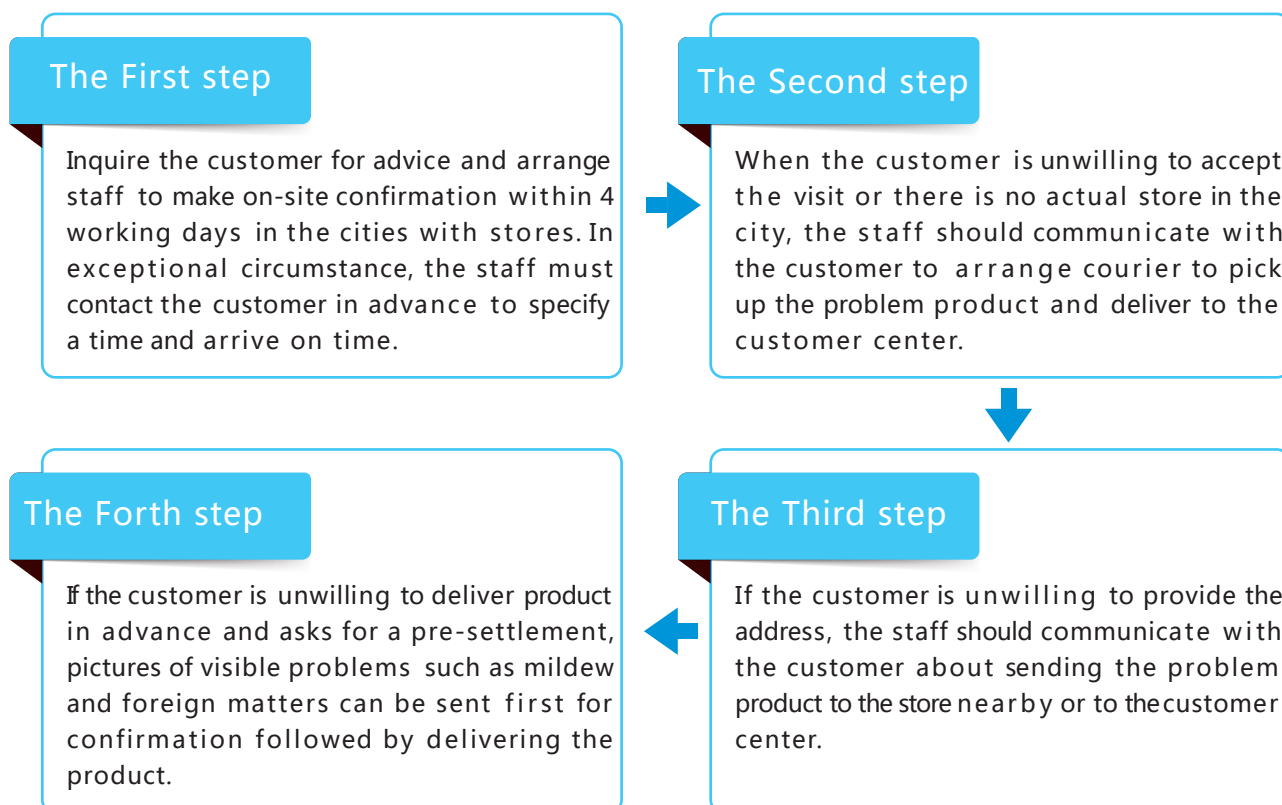 The First step
Inquire the customer for advice and arrange
staff to make on-site confirmation within 4
working days in the cities with stores. In
exceptional circumstance, the staff must
contact the customer in advance to specify
a time and arrive on time.
The Second step
When the customer is unwilling to accept
the visit or there is no actual store in the
city, the staff should communicate with
the customer to arrange courier to pick
up the problem product and deliver to the
customer center.
The Third step
If the customer is unwilling to provide the
address, the staff should communicate with
the customer about sending the problem
product to the store nearby or to thecustomer
center.
The Forth step
If the customer is unwilling to deliver product
in advance and asks for a pre-settlement,
pictures of visible problems such as mildew
and foreign matters can be sent first for
confirmation followed by delivering the
product.